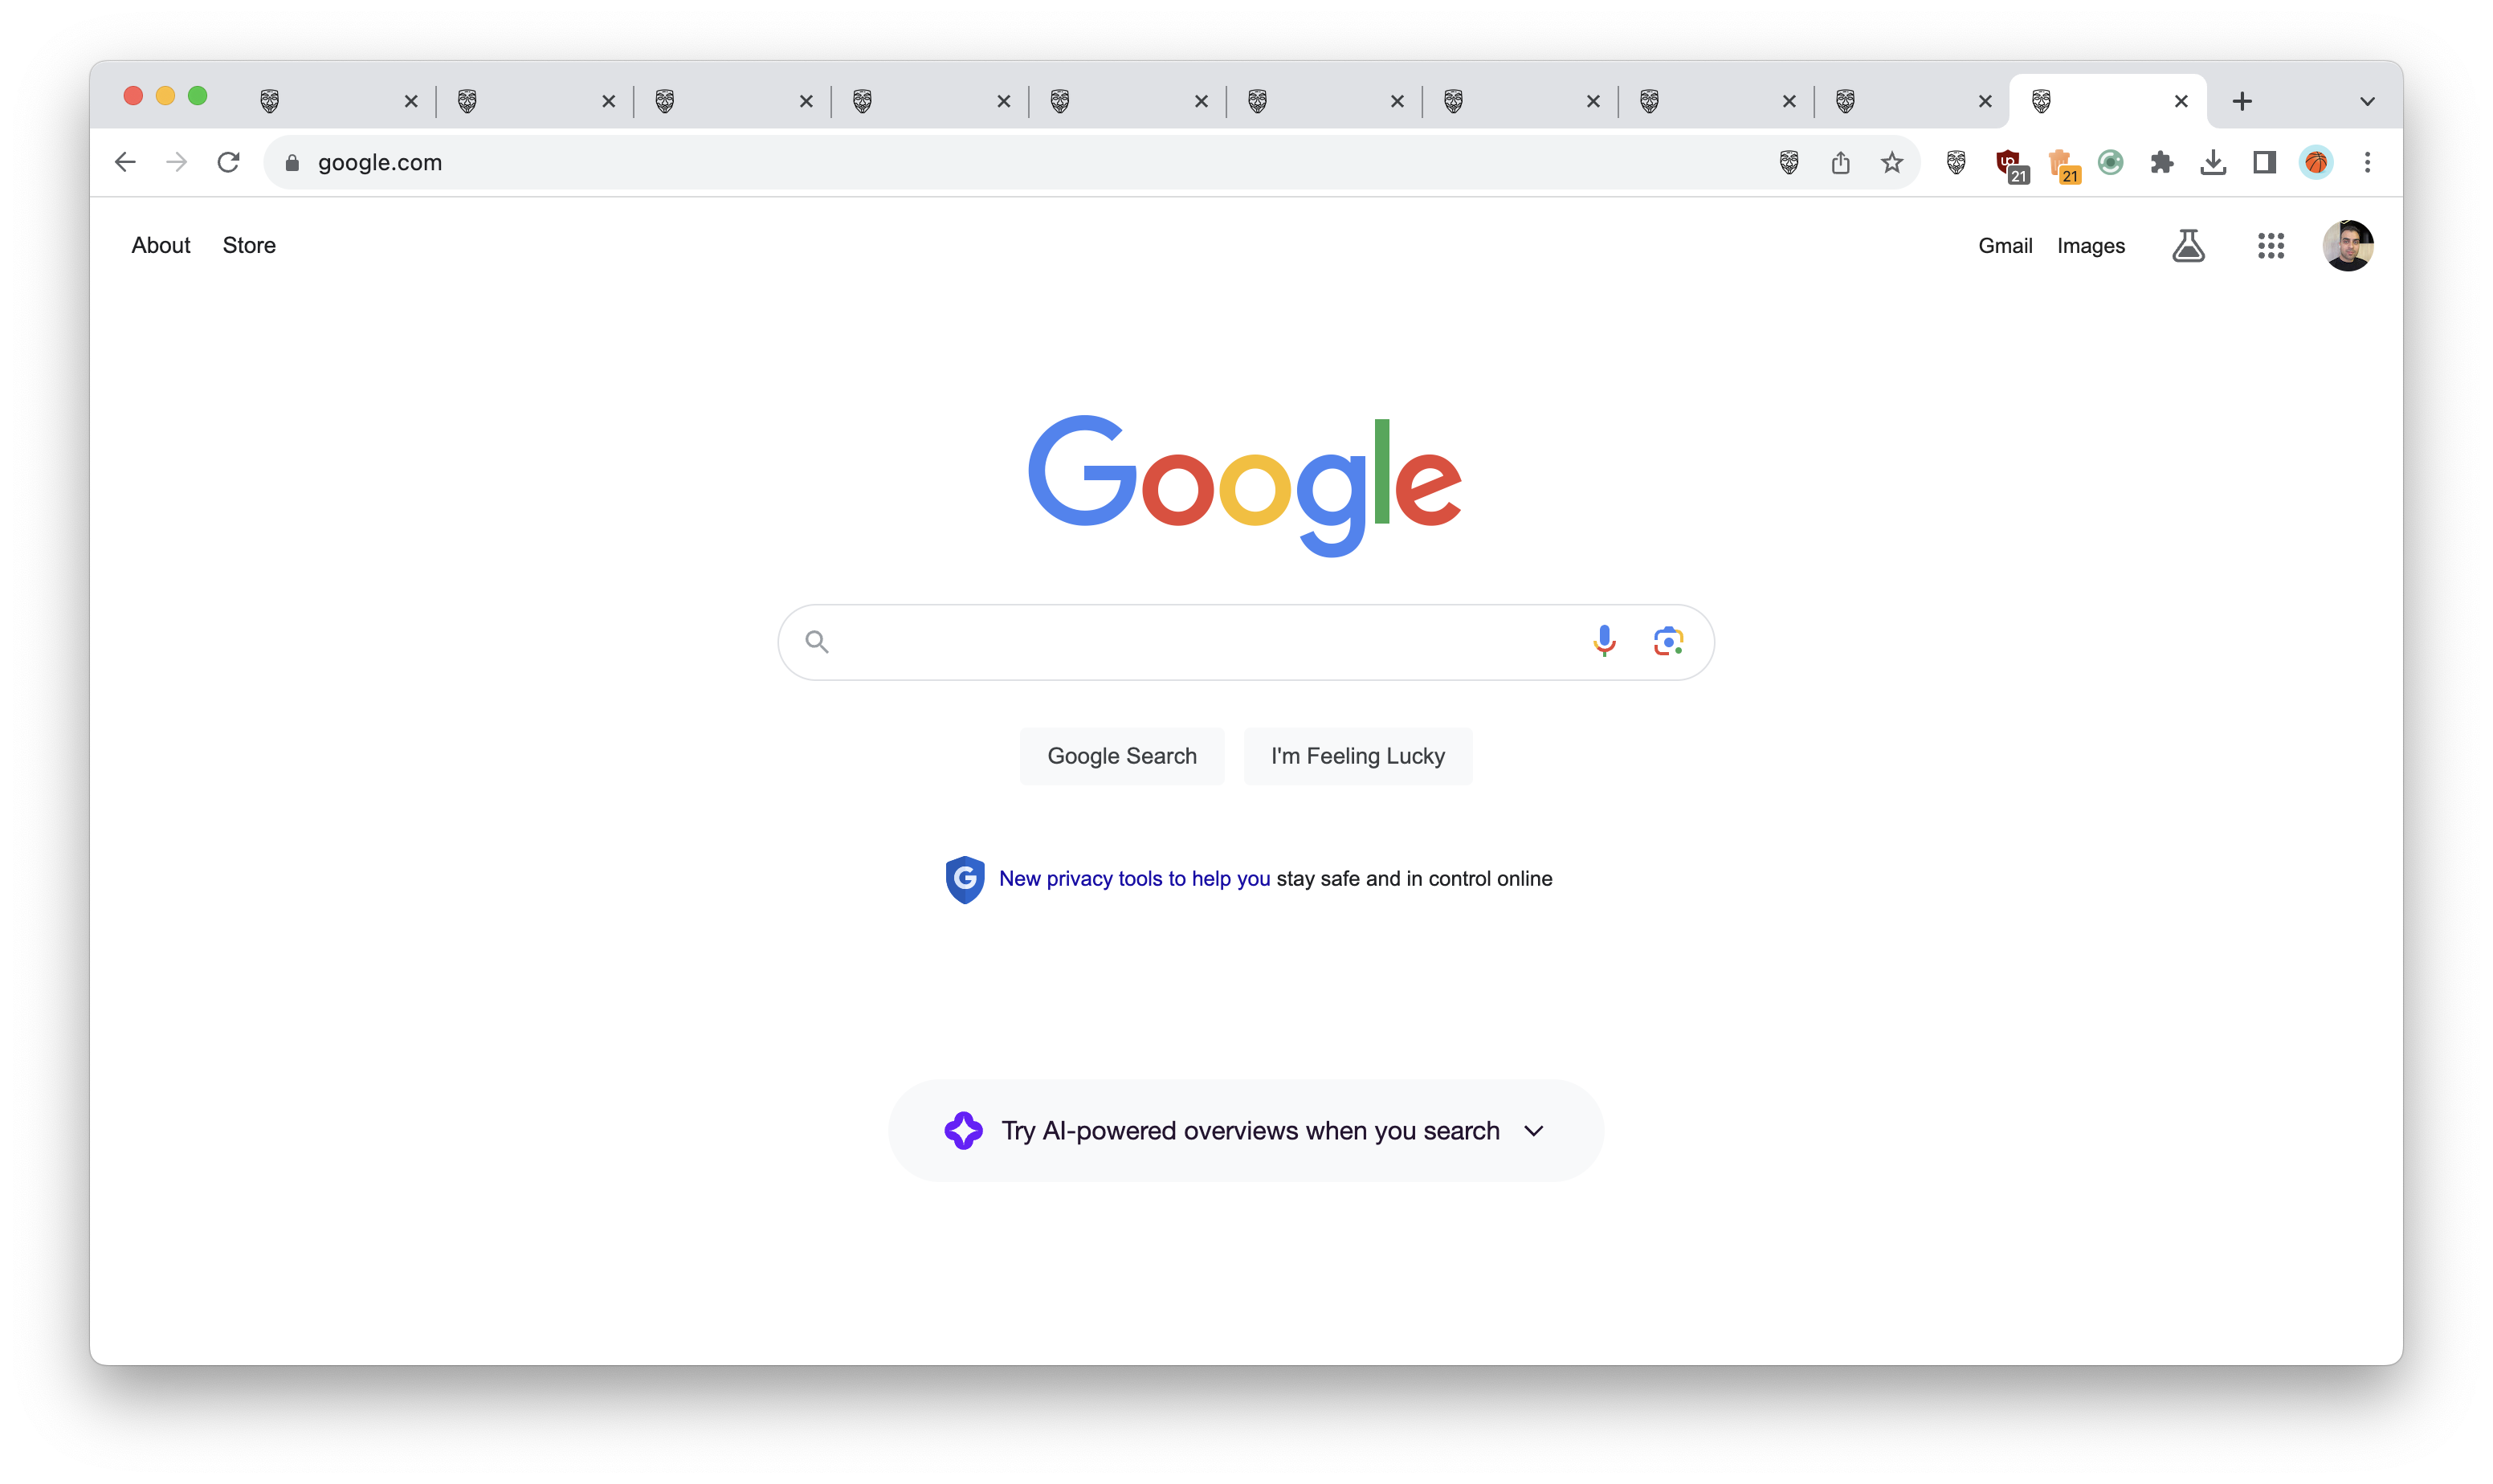 google.com
21
21
About
Store
Gmail
Images
Google
Google Search
I'm Feeling Lucky
New privacy tools to help you stay safe and in control online
Try AI-powered overviews when you search